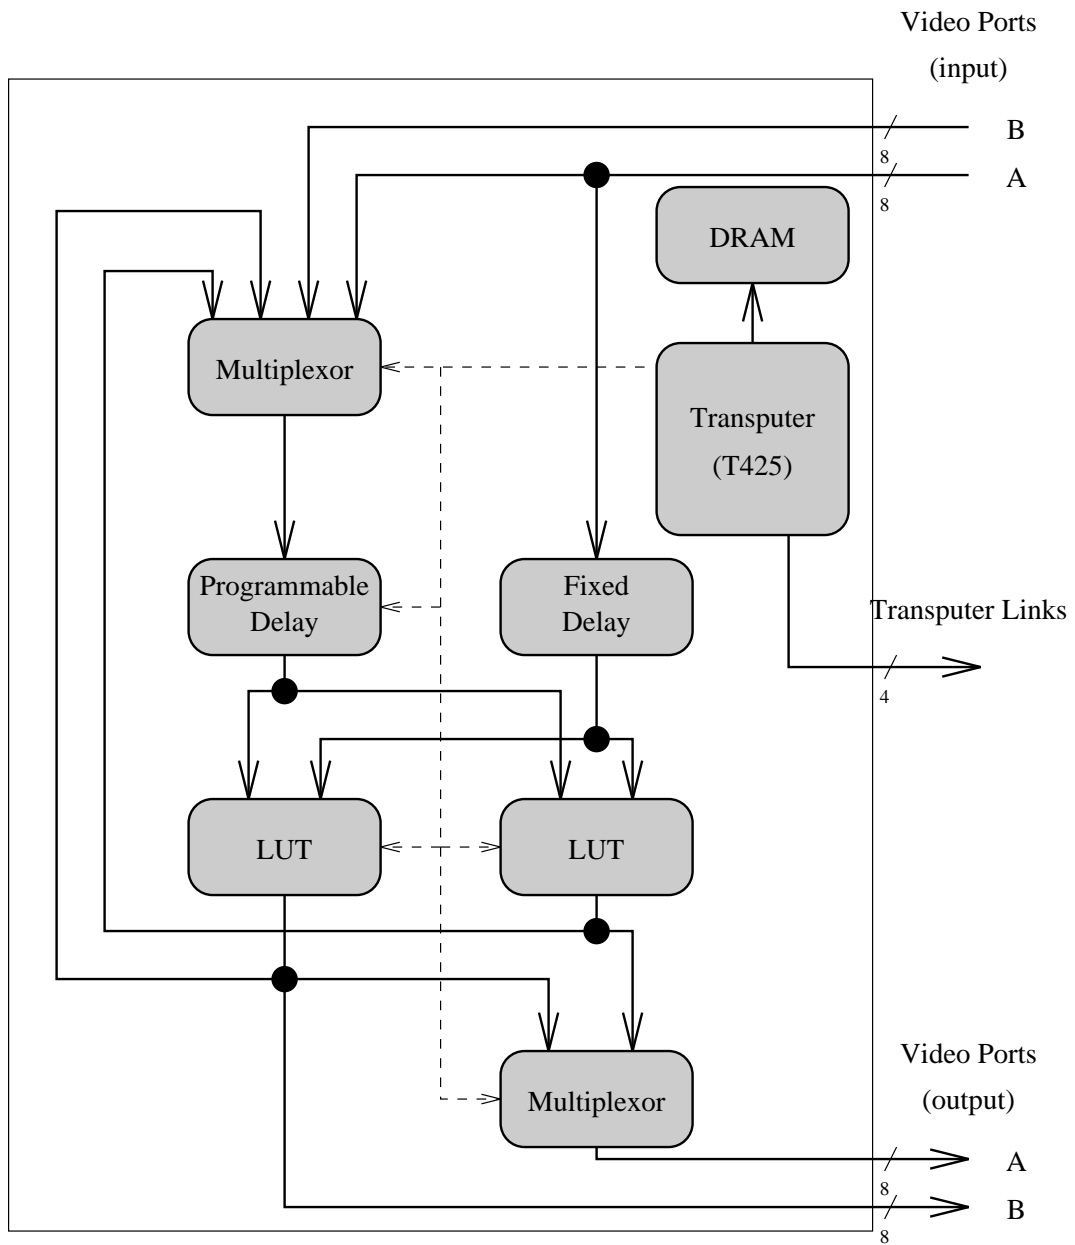 Video Ports
(input)
B
8
A
8
DRAM
Multiplexor
Transputer
(T425)
Programmable
Delay
Fixed
Delay
Transputer Links
4
LUT
LUT
Video Ports
(output)
Multiplexor
A
8
B
8